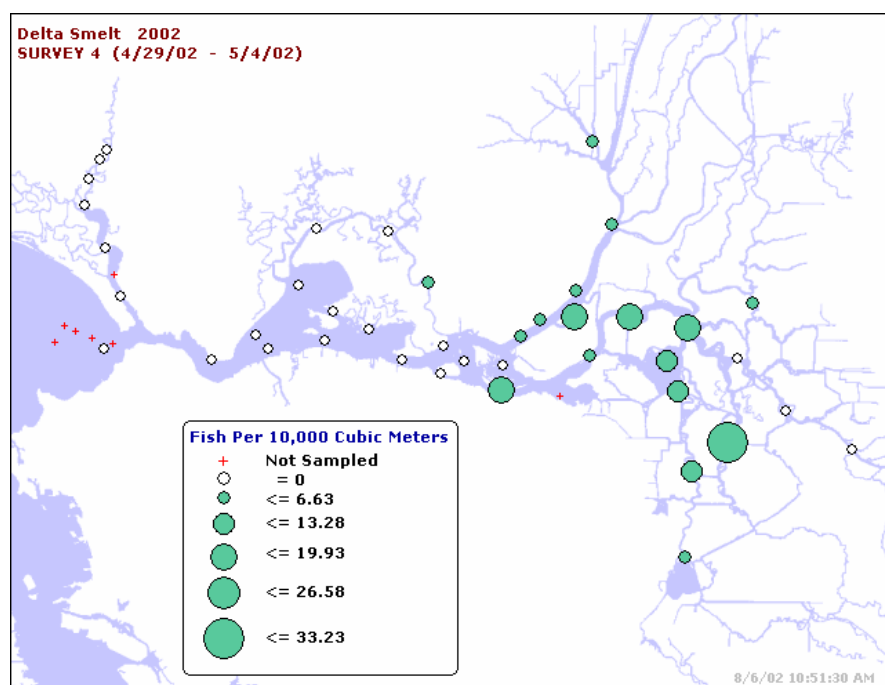 Delta Smelt 2002
SURVEY 4 (4/29/02 - 5/4/02)
Fish Per 10,000 Cubic Meters
Not Sampled
= 0
<= 6.63
<= 13.28
<= 19.93
<= 26.58
<= 33.23
8/6/02 10:51:30 AM